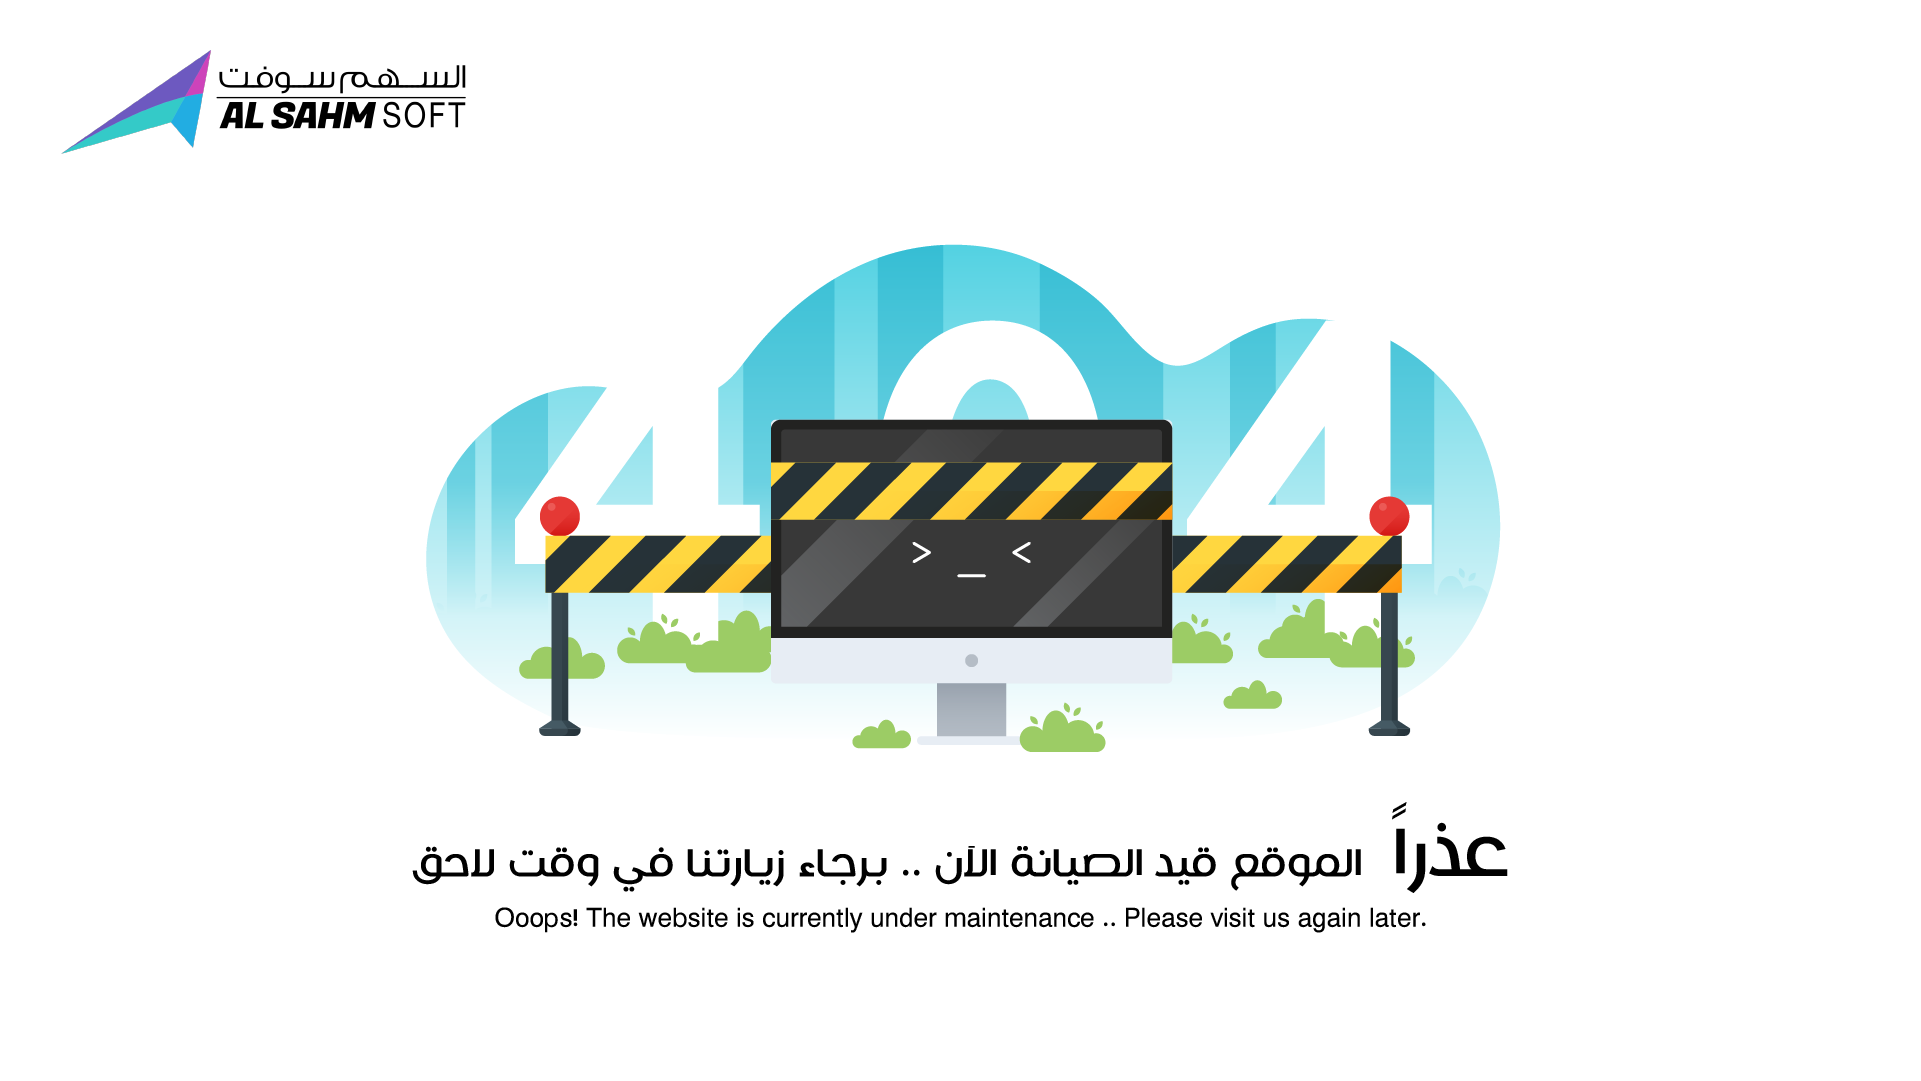 السهم سوفت
AL SAHM SOFT
404
> _ <
عذراً الموقع قيد الصيانة الآن .. برجاء زيارتنا في وقت لاحق
Ooops! The website is currently under maintenance .. Please visit us again later.